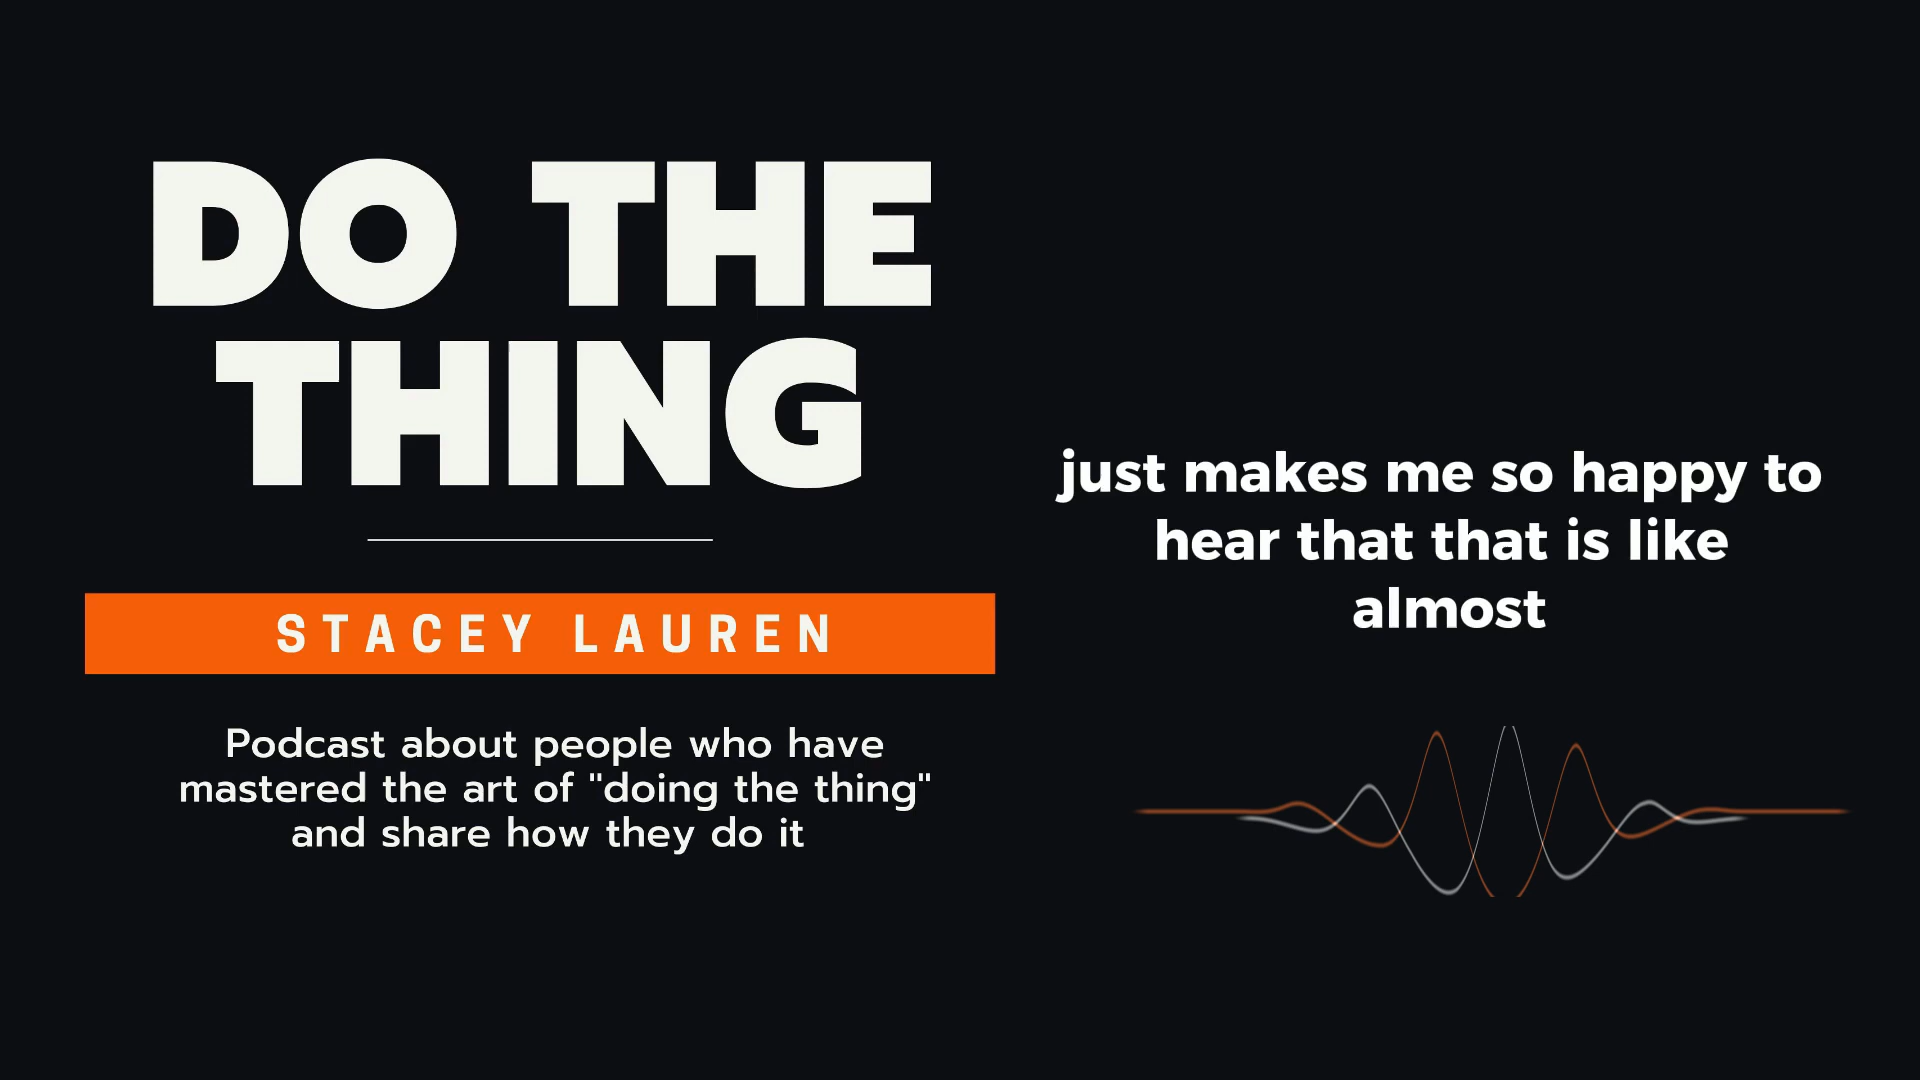 DO THE
THING
STACEY LAUREN
Podcast about people who have
mastered the art of "doing the thing"
and share how they do it
just makes me so happy to
hear that that is like
almost